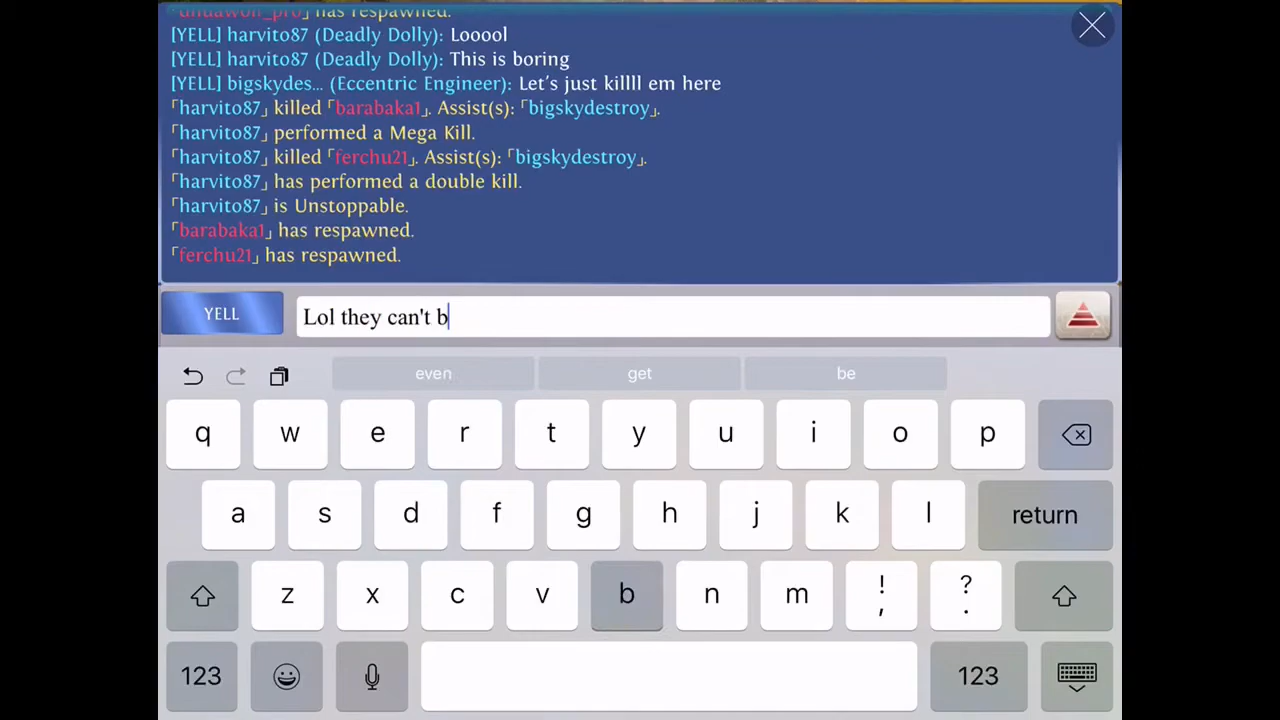 has respawned.
[YELL] harvito87 (Deadly Dolly): Looool
[YELL] harvito87 (Deadly Dolly): This is boring
[YELL] bigskydes... (Eccentric Engineer): Let's just killll em here
「harvito87」 killed 「barabaka1」. Assist(s): 「bigskydestroy」.
「harvito87」 performed a Mega Kill.
「harvito87」 killed 「ferchu21」. Assist(s): 「bigskydestroy」.
「harvito87」 has performed a double kill.
「harvito87」 is Unstoppable.
「barabaka1」 has respawned.
「ferchu21」 has respawned.
YELL Lol they can't b
even get be
q w e r t y u i o p
a s d f g h j k l return
z x c v b n m ! , ? .
123 123